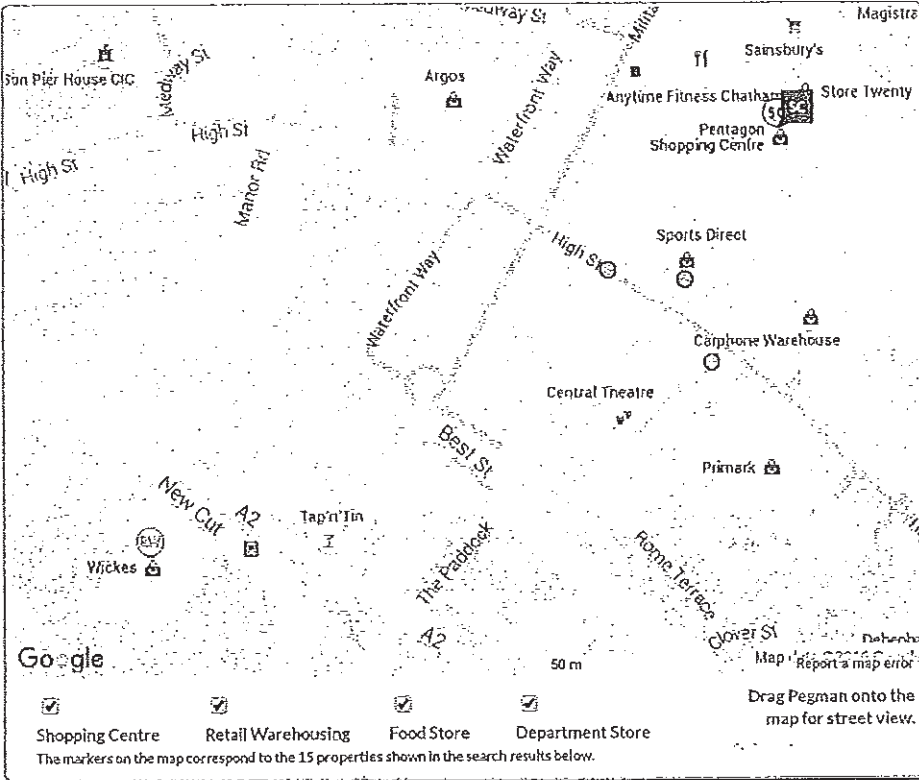 Medway St
Magistra
Sainsbury's
Sun Pier House CIC
Medway St
Argos
Waterfront Way
Anytime Fitness Chatham
Store Twenty
Pentagon
Shopping Centre
High St
High St
Manor Rd
High St
Sports Direct
Waterfront Way
Carphone Warehouse
Central Theatre
Best St
Primark
New Cut
A2
Tap'n'Tin
Wickes
The Paddock
Rome Terrace
A2
Clover St
Google
50 m
Report a map error
Shopping Centre
Retail Warehousing
Food Store
Department Store
Drag Pegman onto the
map for street view.
The markers on the map correspond to the 15 properties shown in the search results below.